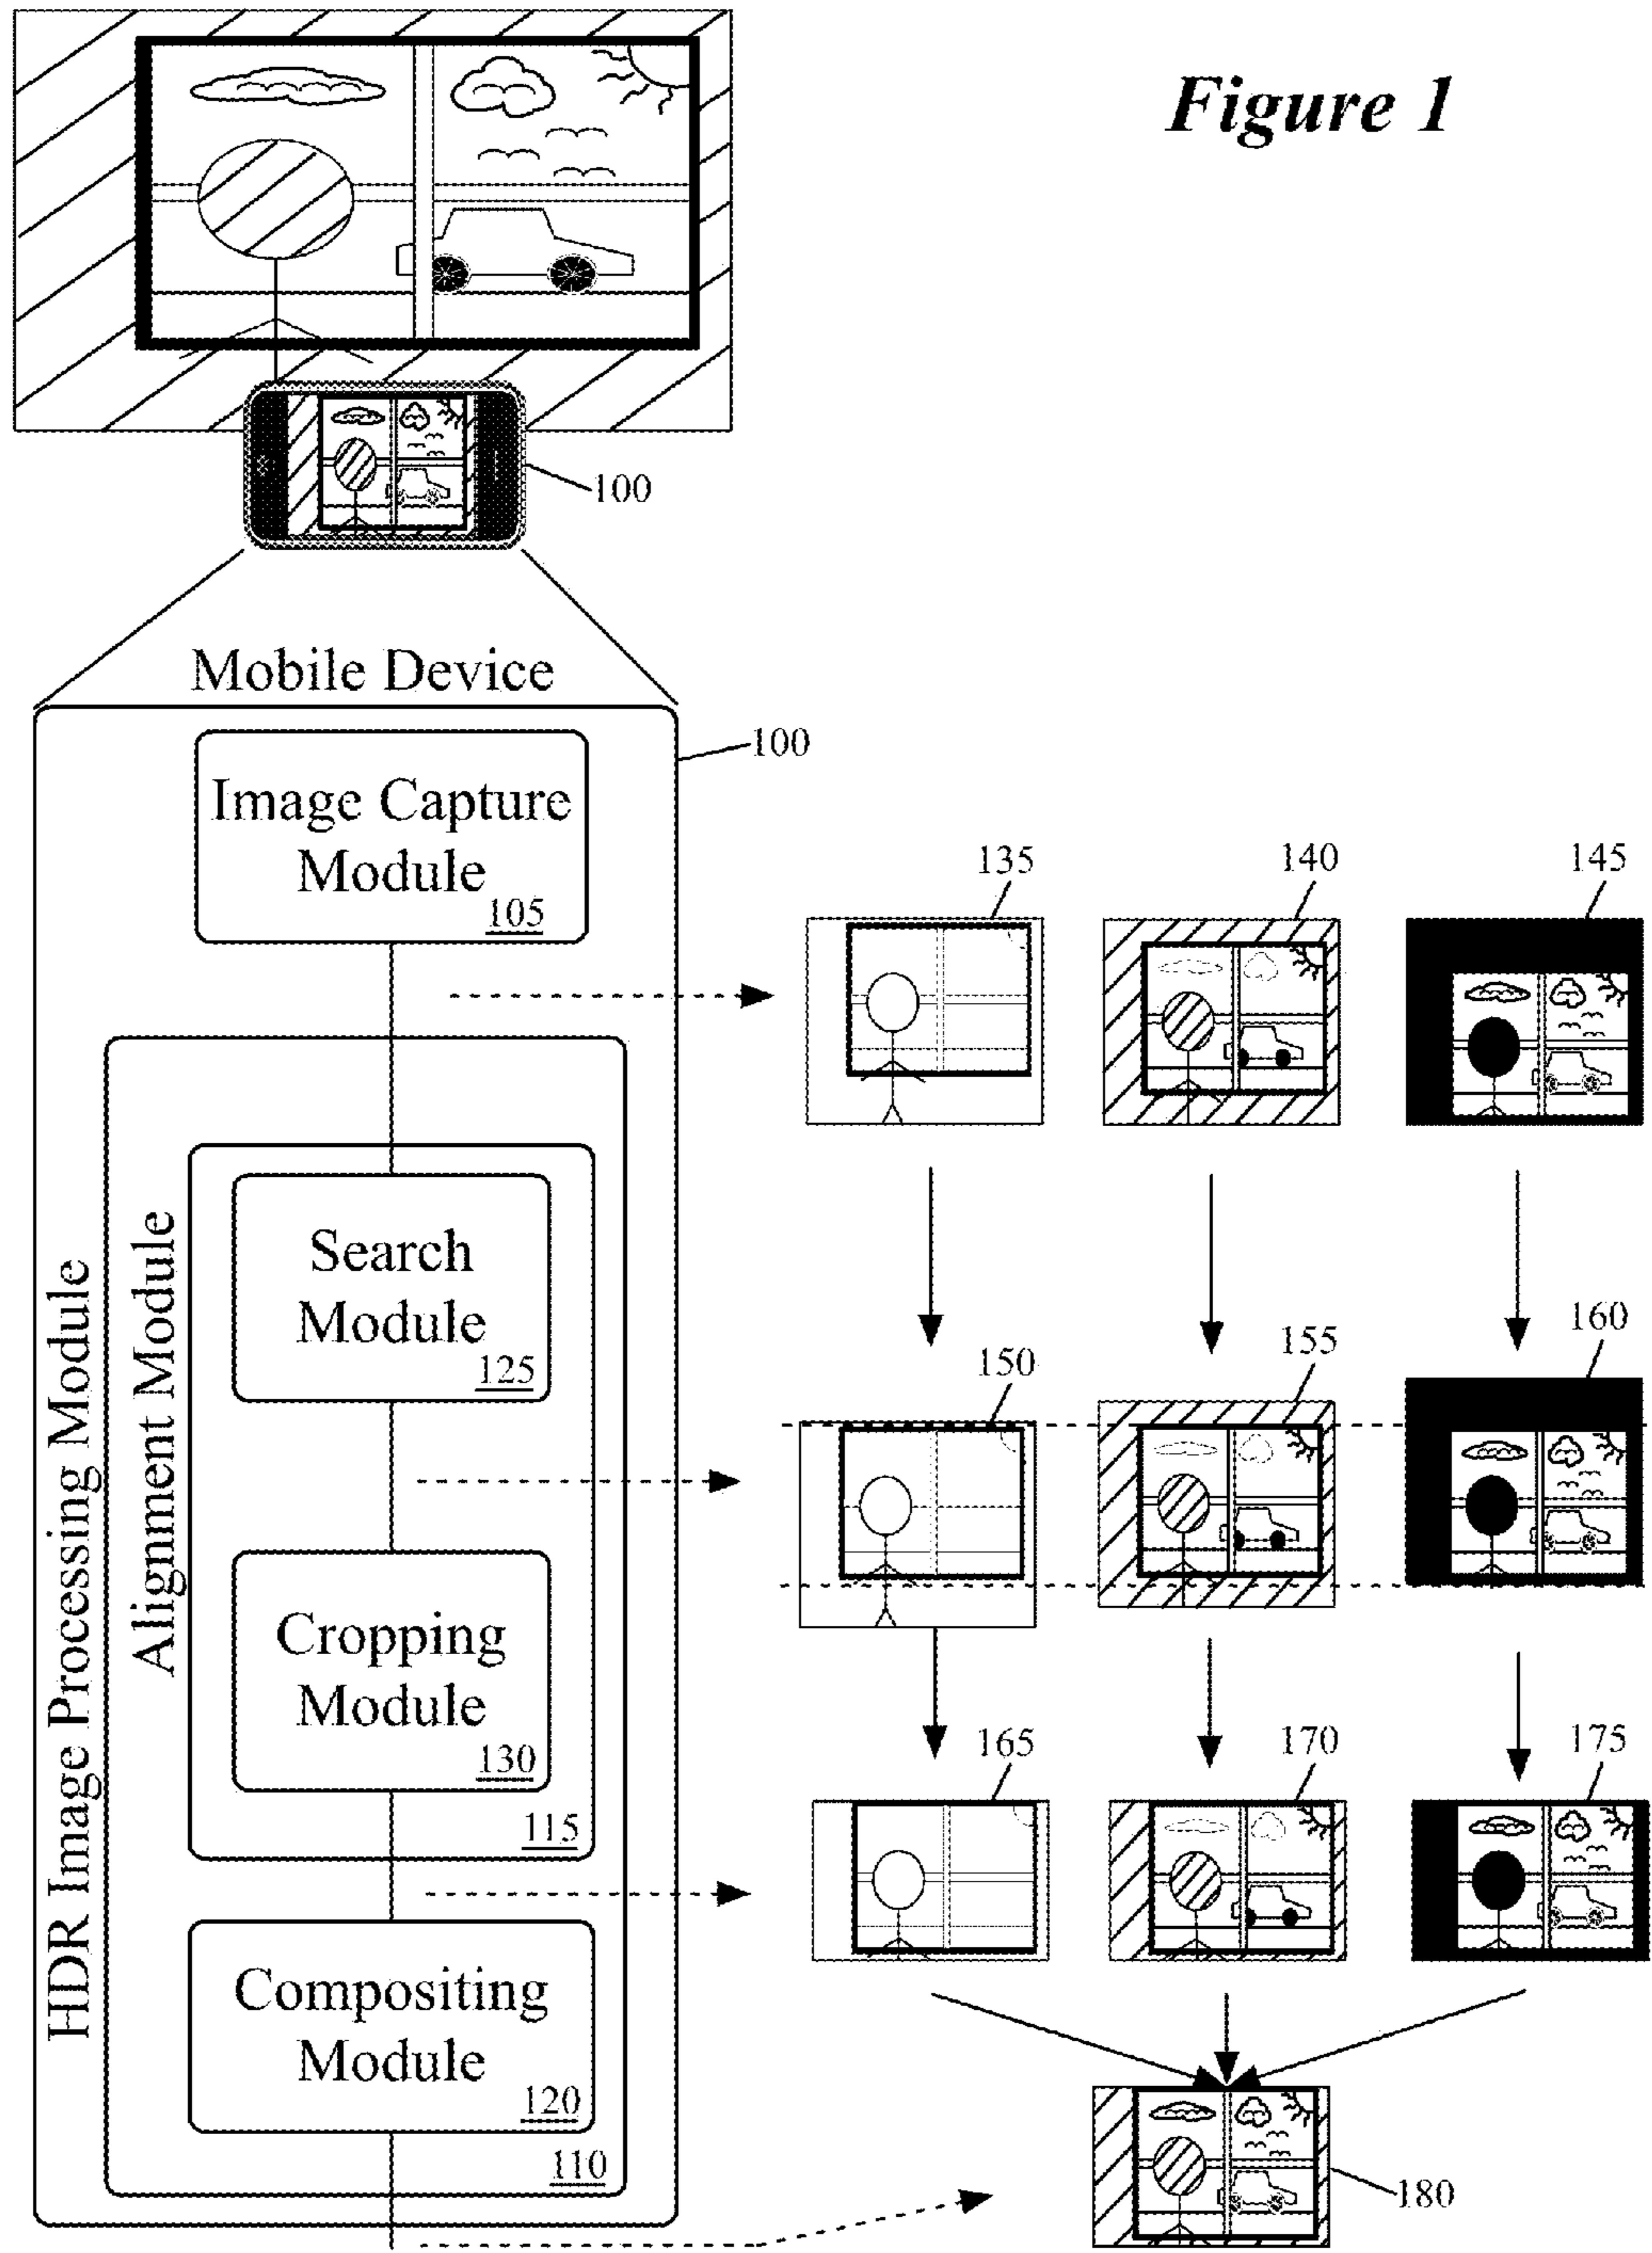 Figure 1
100
Mobile Device
100
Image Capture
Module
105
135
140
145
HDR Image Processing Module
Alignment Module
Search
Module
125
150
155
160
Cropping
Module
130
115
165
170
175
Compositing
Module
120
110
180